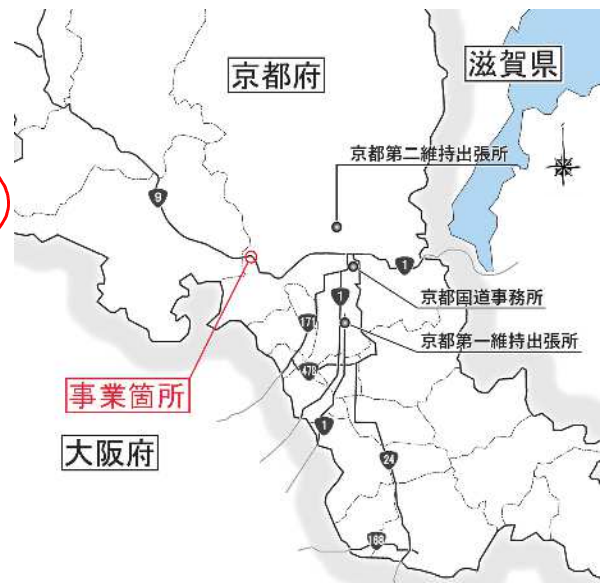 京都府
滋賀県
京都第二維持出張所
9
1
京都国道事務所
1
171
京都第一維持出張所
478
事業箇所
1
大阪府
24
163